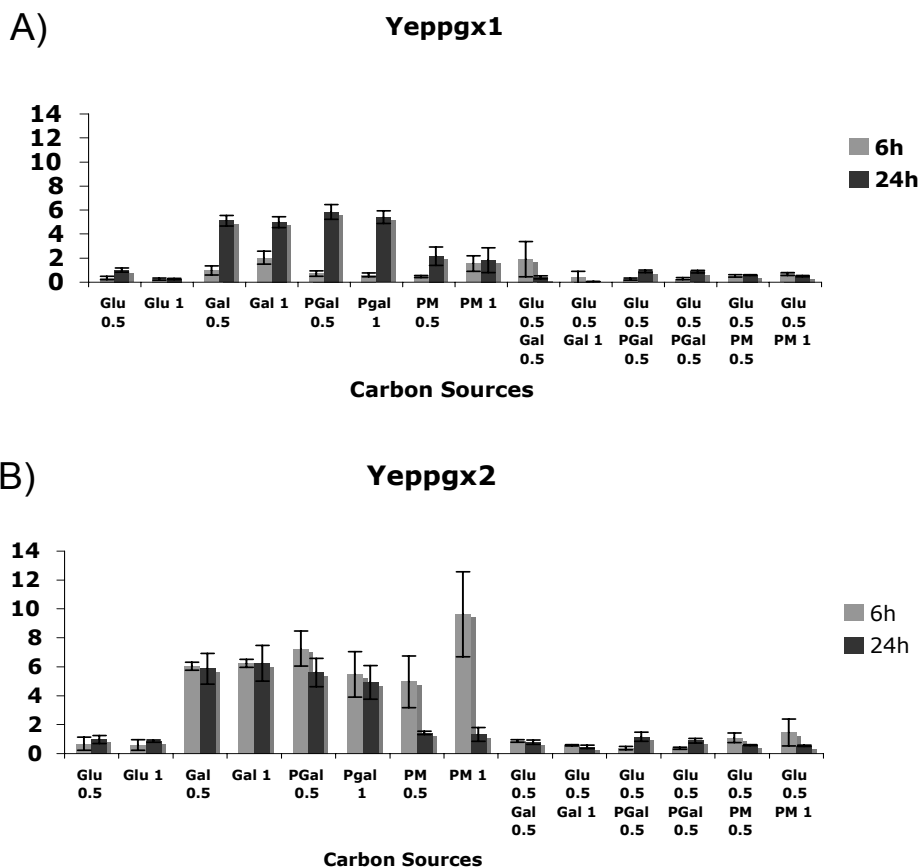 A)
Yeppgx1
14
12
10
8
6
4
2
0
6h
24h
Glu Glu 1 Gal Gal 1 PGal Pgal PM PM 1 Glu Glu Glu Glu Glu Glu
0.5 0.5 0.5 1 0.5 0.5 0.5 0.5 0.5 0.5 0.5
Gal Gal 1 PGal PGal PM PM 1
0.5 0.5 0.5 0.5
Carbon Sources
B)
Yeppgx2
14
12
10
8
6
4
2
0
6h
24h
Glu Glu 1 Gal Gal 1 PGal Pgal PM PM 1 Glu Glu Glu Glu Glu Glu
0.5 0.5 0.5 1 0.5 0.5 0.5 0.5 0.5 0.5 0.5
Gal Gal 1 PGal PGal PM PM 1
0.5 0.5 0.5 0.5
Carbon Sources